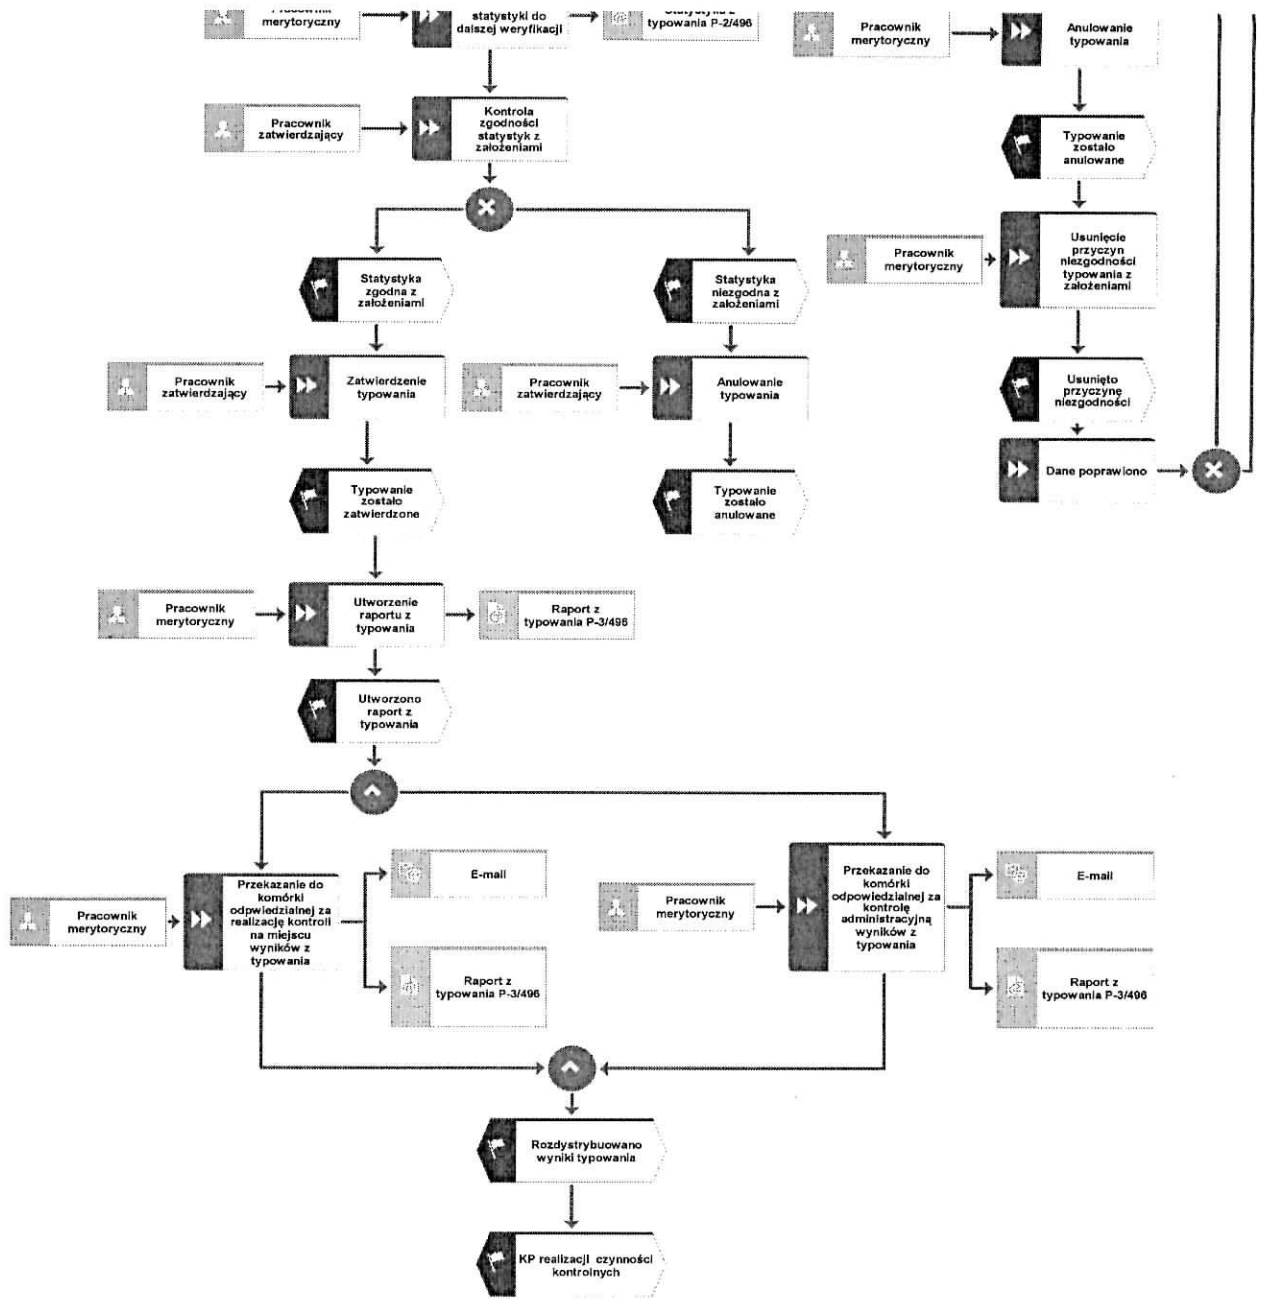 Pracownik
merytoryczny
statystyki do
dalszej weryfikacji
Statystyka z
typowania P-2/496
Pracownik
merytoryczny
Anulowanie
typowania
Pracownik
zatwierdzający
Kontrola
zgodności
statystyk z
założeniami
Typowanie
zostało
anulowane
Pracownik
merytoryczny
Usunięcie
przyczyn
niezgodności
typowania z
założeniami
Statystyka
zgodna z
założeniami
Statystyka
niezgodna z
założeniami
Pracownik
zatwierdzający
Zatwierdzenie
typowania
Pracownik
zatwierdzający
Anulowanie
typowania
Usunięto
przyczynę
niezgodności
Dane poprawiono
Typowanie
zostało
zatwierdzone
Typowanie
zostało
anulowane
Pracownik
merytoryczny
Utworzenie
raportu z
typowania
Raport z
typowania P-3/496
Utworzono
raport z
typowania
Pracownik
merytoryczny
Przekazanie do
komórki
odpwiedzialnej za
realizację kontroli
na miejscu
wyników z
typowania
E-mail
Raport z
typowania P-3/496
Pracownik
merytoryczny
Przekazanie do
komórki
odpowiedzialnej za
kontrolę
administracyjną
wyników z
typowania
E-mail
Raport z
typowania P-3/496
Rozdystrybuowano
wyniki typowania
KP realizacji czynności
kontrolnych